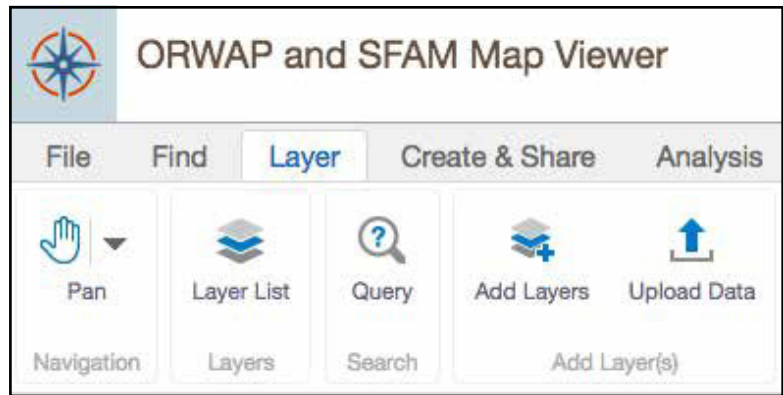 ORWAP and SFAM Map Viewer
File Find Layer Create & Share Analysis
Pan Layer List Query Add Layers Upload Data
Navigation Layers Search Add Layer(s)